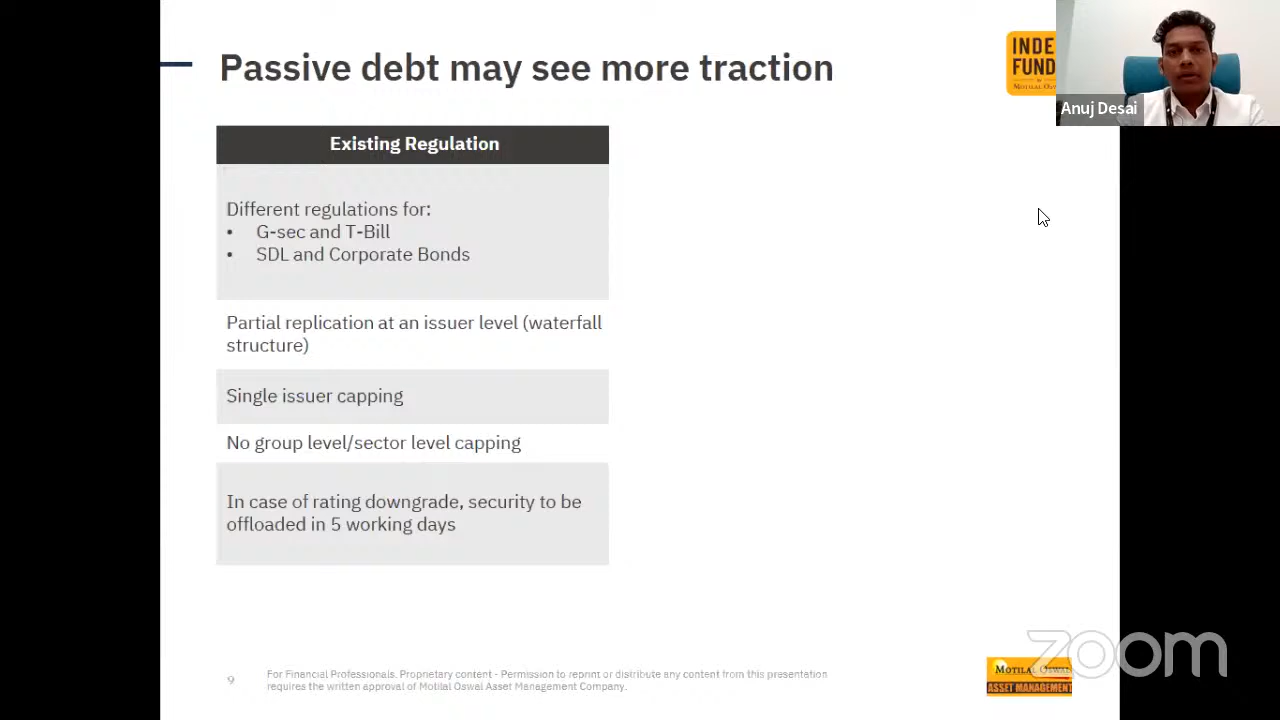 Passive debt may see more traction
INDE
FUND
Anuj Desai
Existing Regulation
Different regulations for:
• G-sec and T-Bill
• SDL and Corporate Bonds
Partial replication at an issuer level (waterfall
structure)
Single issuer capping
No group level/sector level capping
In case of rating downgrade, security to be
offloaded in 5 working days
9
For Financial Professionals. Proprietary content - Permission to reprint or distribute any content from this presentation
requires the written approval of Motilal Oswal Asset Management Company.
MOTILAL OSWAL
ASSET MANAGEMENT
zoom